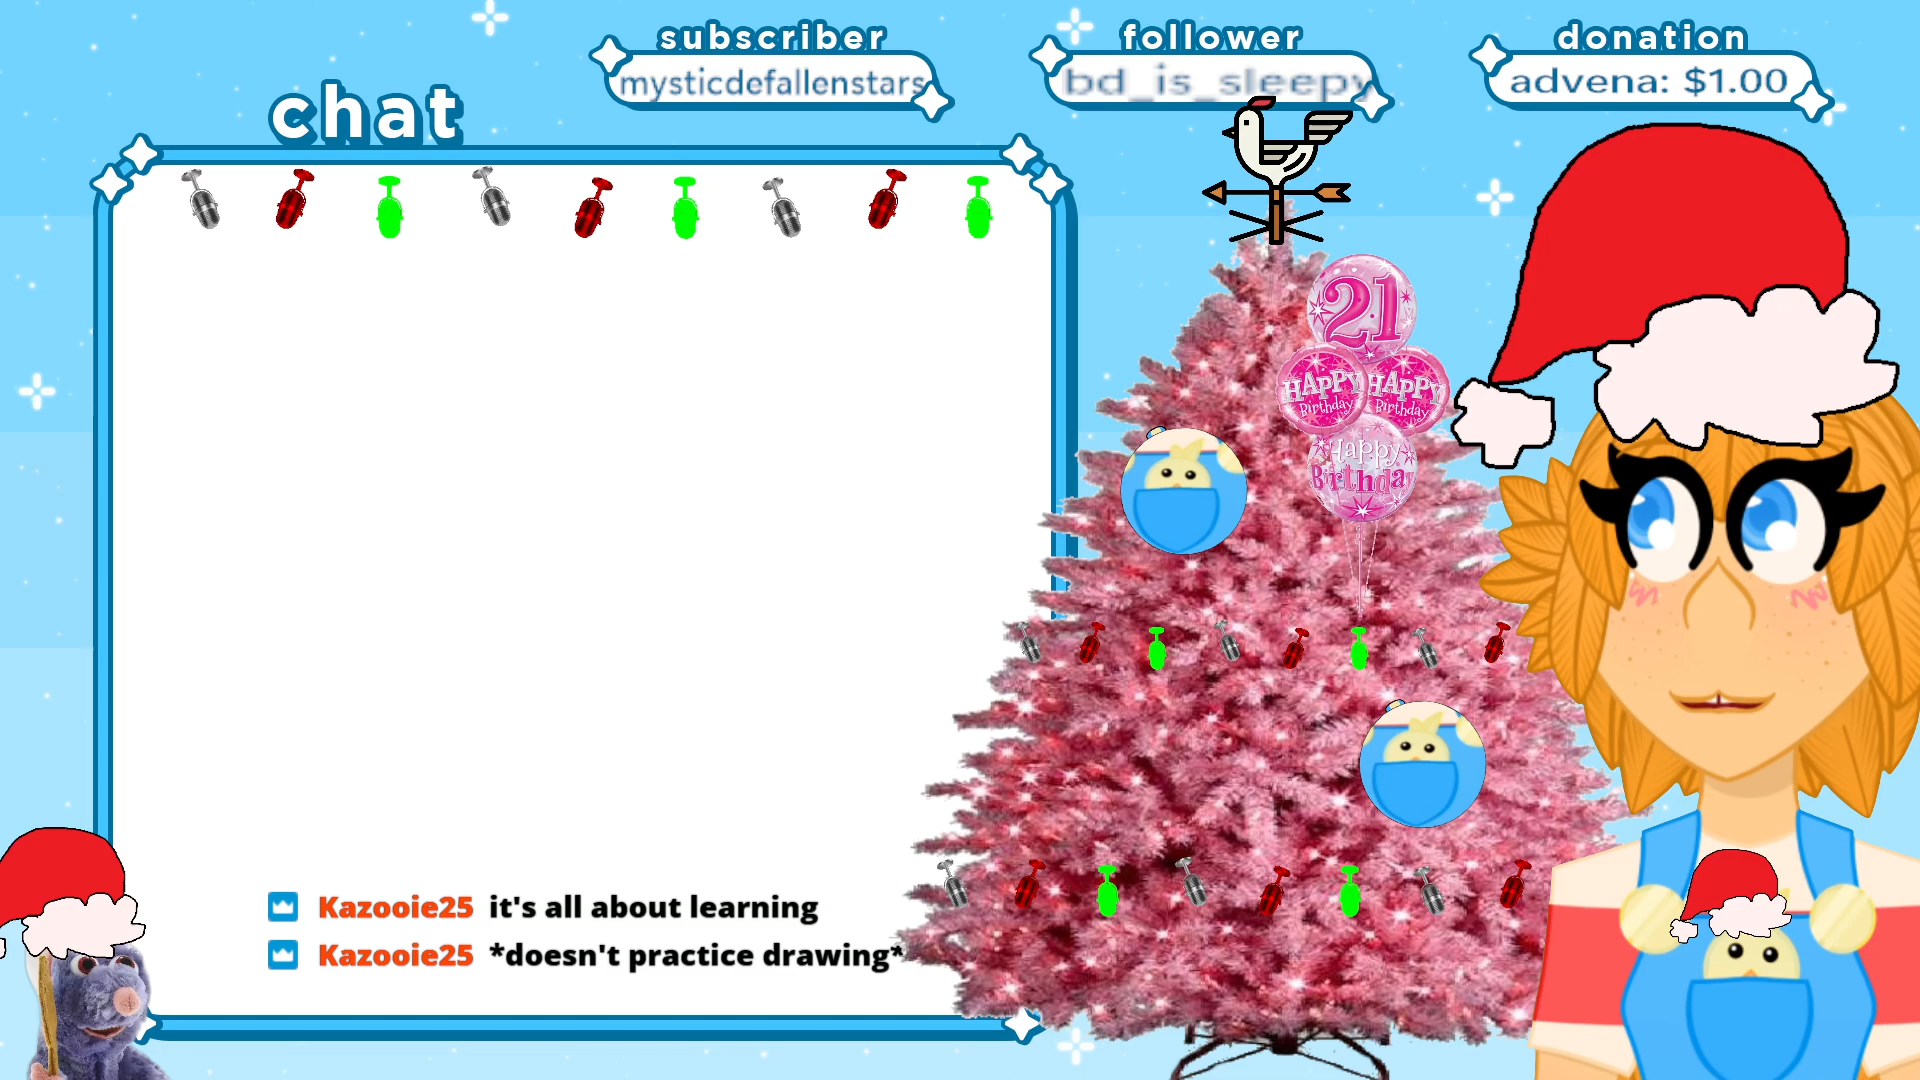 subscriber
mysticdefallenstars
follower
bd_is_sleepy
donation
advena: $1.00
chat
21
HAPPY
Birthday
HAPPY
Birthday
Happy
Birthday
Kazooie25 it's all about learning
Kazooie25 *doesn't practice drawing*